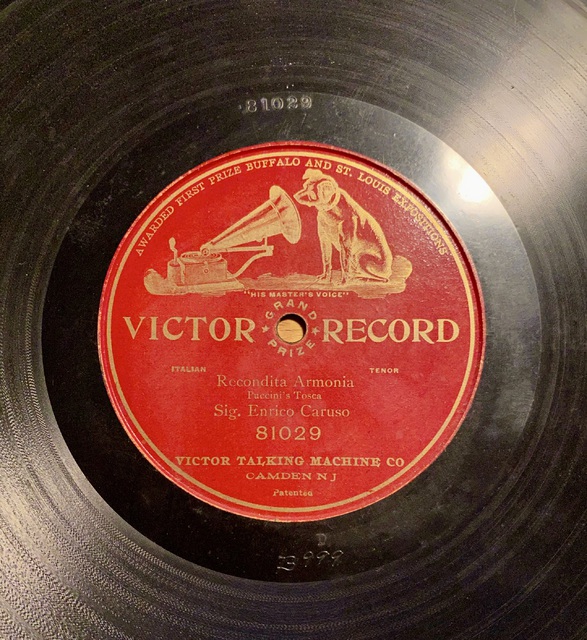 81029
AWARDED FIRST PRIZE BUFFALO AND ST. LOUIS EXPOSITIONS
"HIS MASTER'S VOICE"
GRAND PRIZE
VICTOR RECORD
ITALIAN TENOR
Recondita Armonia
Puccini's Tosca
Sig. Enrico Caruso
81029
VICTOR TALKING MACHINE CO
CAMDEN N J
Patented
D
B999